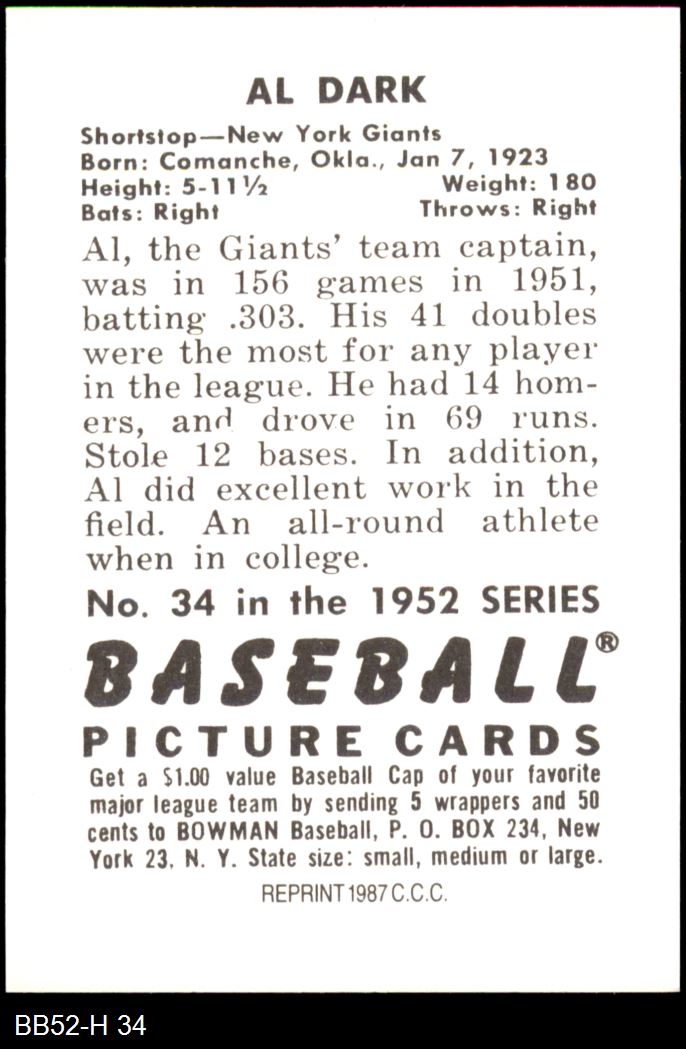 AL DARK
Shortstop—New York Giants
Born: Comanche, Okla., Jan 7, 1923
Height: 5-11½ Weight: 180
Bats: Right Throws: Right
Al, the Giants’ team captain,
was in 156 games in 1951,
batting .303. His 41 doubles
were the most for any player
in the league. He had 14 hom-
ers, and drove in 69 runs.
Stole 12 bases. In addition,
Al did excellent work in the
field. An all-round athlete
when in college.
No. 34 in the 1952 SERIES
BASEBALL®
PICTURE CARDS
Get a $1.00 value Baseball Cap of your favorite
major league team by sending 5 wrappers and 50
cents to BOWMAN Baseball, P. O. BOX 234, New
York 23, N. Y. State size: small, medium or large.
REPRINT 1987 C.C.C.
BB52-H 34